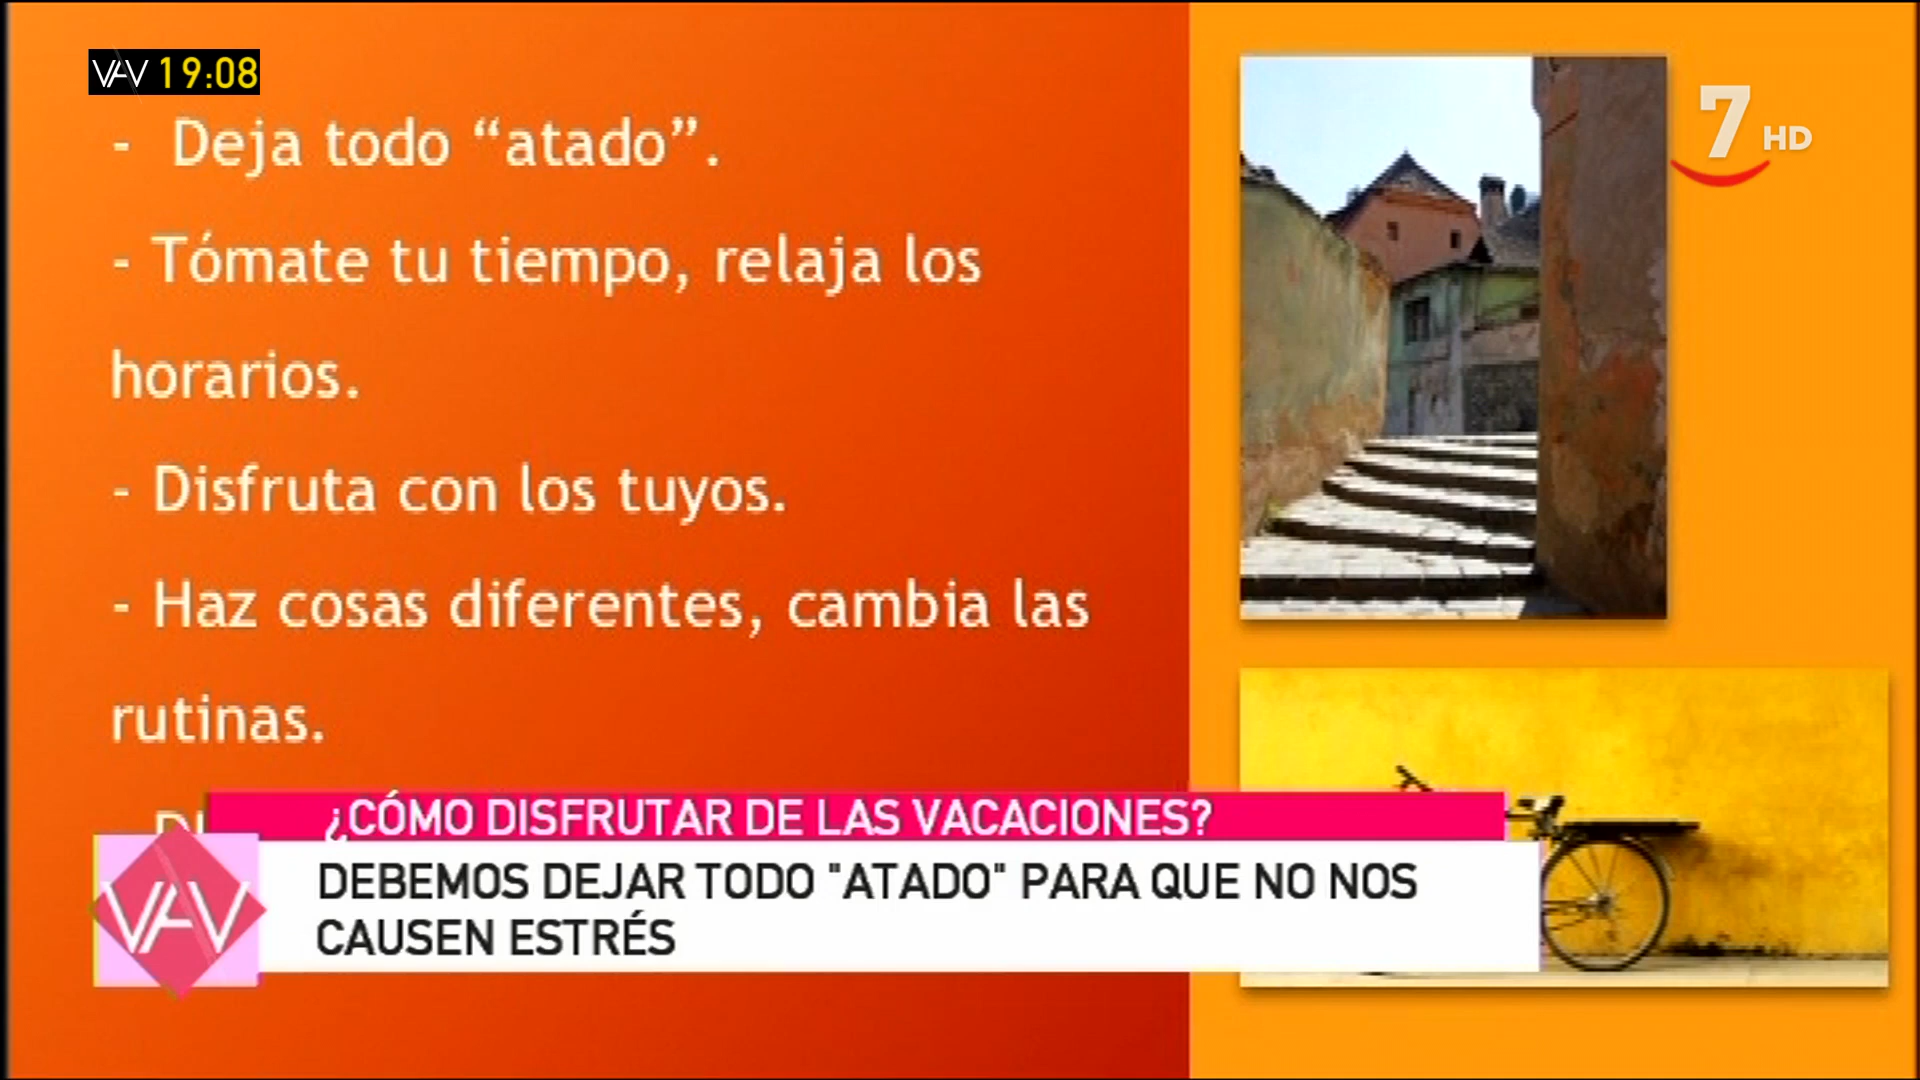 VAV 19:08
7 HD
- Deja todo “atado”.
- Tómate tu tiempo, relaja los
horarios.
- Disfruta con los tuyos.
- Haz cosas diferentes, cambia las
rutinas.
¿CÓMO DISFRUTAR DE LAS VACACIONES?
VAV
DEBEMOS DEJAR TODO "ATADO" PARA QUE NO NOS
CAUSEN ESTRÉS